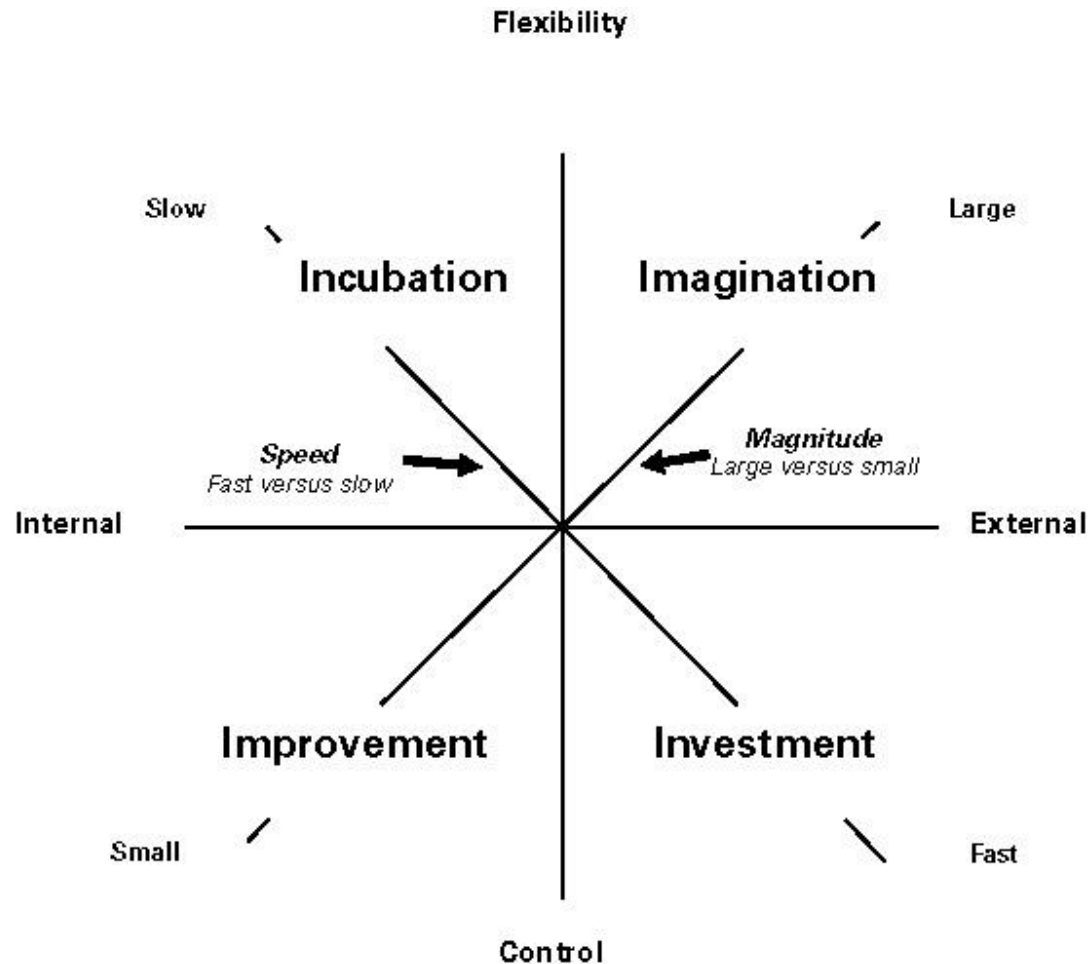 Flexibility
Slow
Large
Incubation
Imagination
Speed
Fast versus slow
Magnitude
Large versus small
Internal
External
Improvement
Investment
Small
Fast
Control